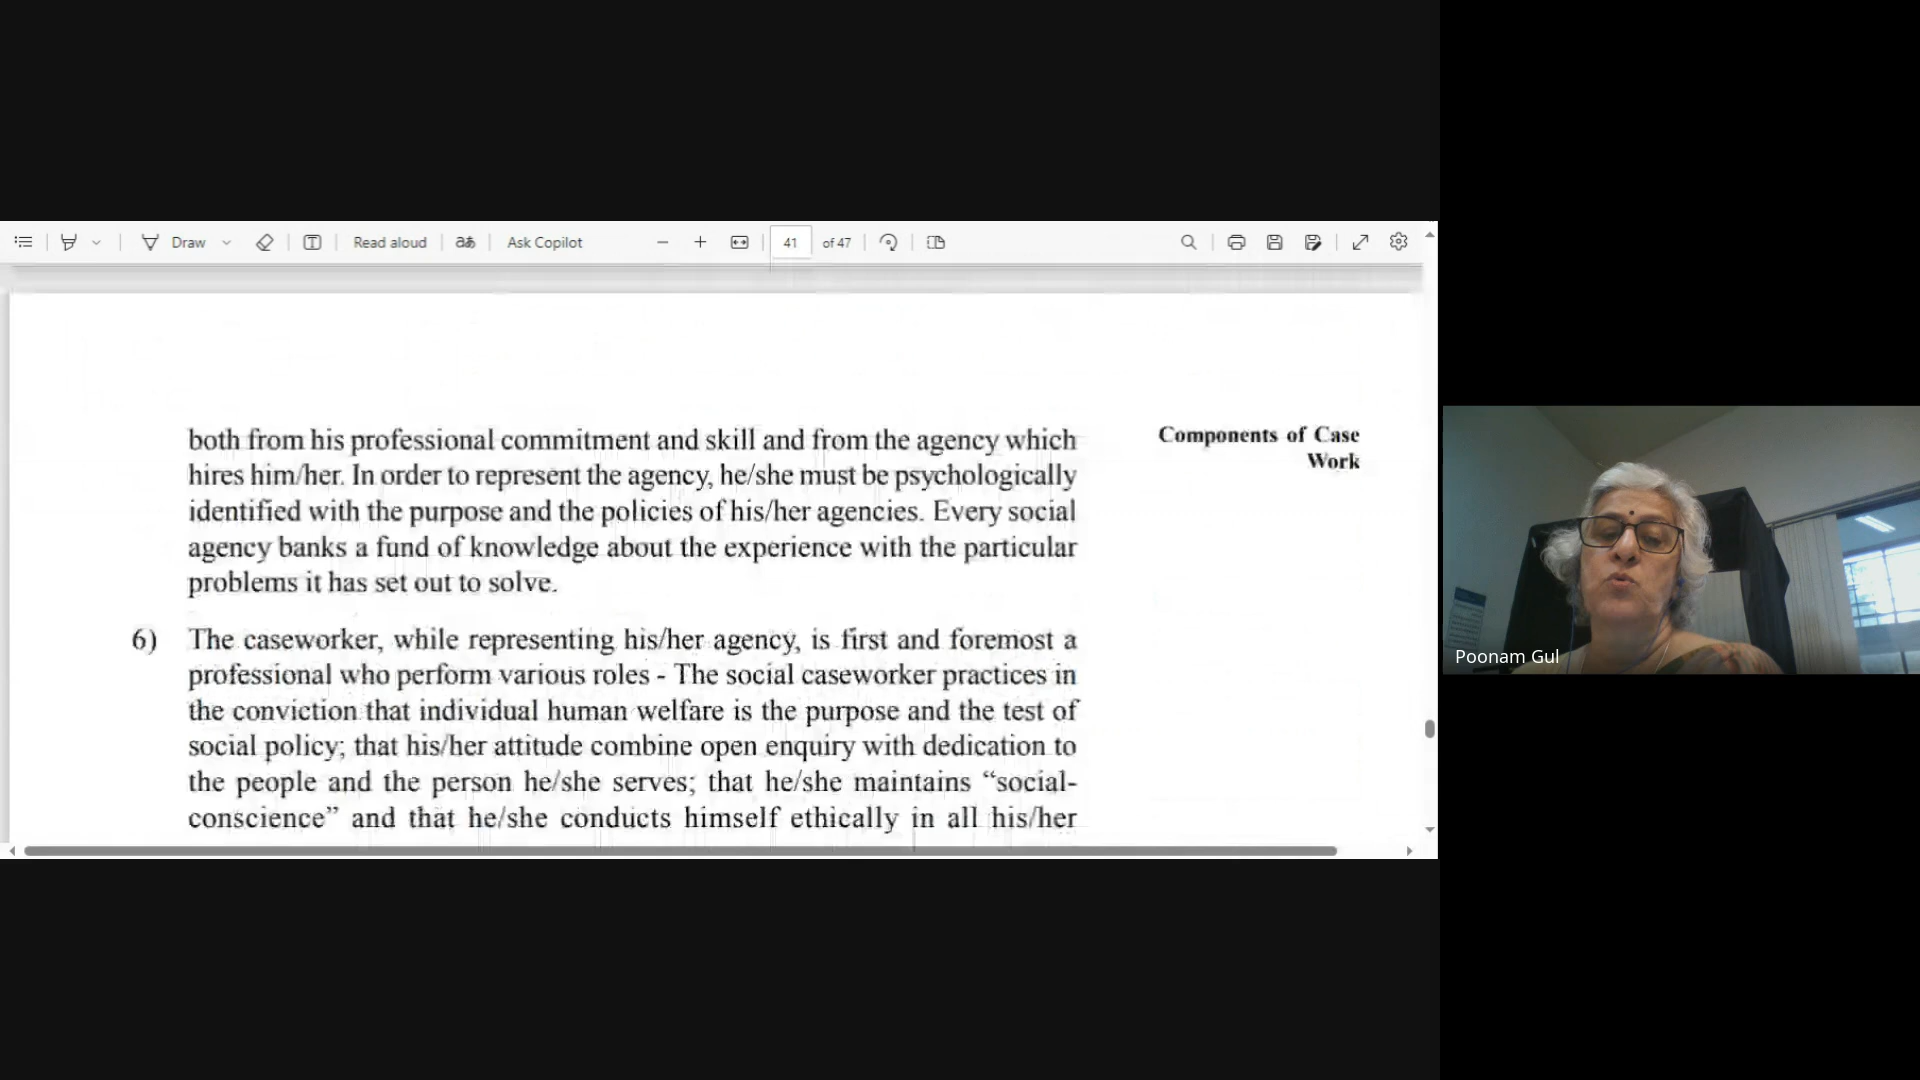 Draw
Read aloud
Ask Copilot
41 of 47
both from his professional commitment and skill and from the agency which
hires him/her. In order to represent the agency, he/she must be psychologically
identified with the purpose and the policies of his/her agencies. Every social
agency banks a fund of knowledge about the experience with the particular
problems it has set out to solve.
Components of Case
Work
6) The caseworker, while representing his/her agency, is first and foremost a
professional who perform various roles - The social caseworker practices in
the conviction that individual human welfare is the purpose and the test of
social policy; that his/her attitude combine open enquiry with dedication to
the people and the person he/she serves; that he/she maintains “social-
conscience” and that he/she conducts himself ethically in all his/her
Poonam Gul